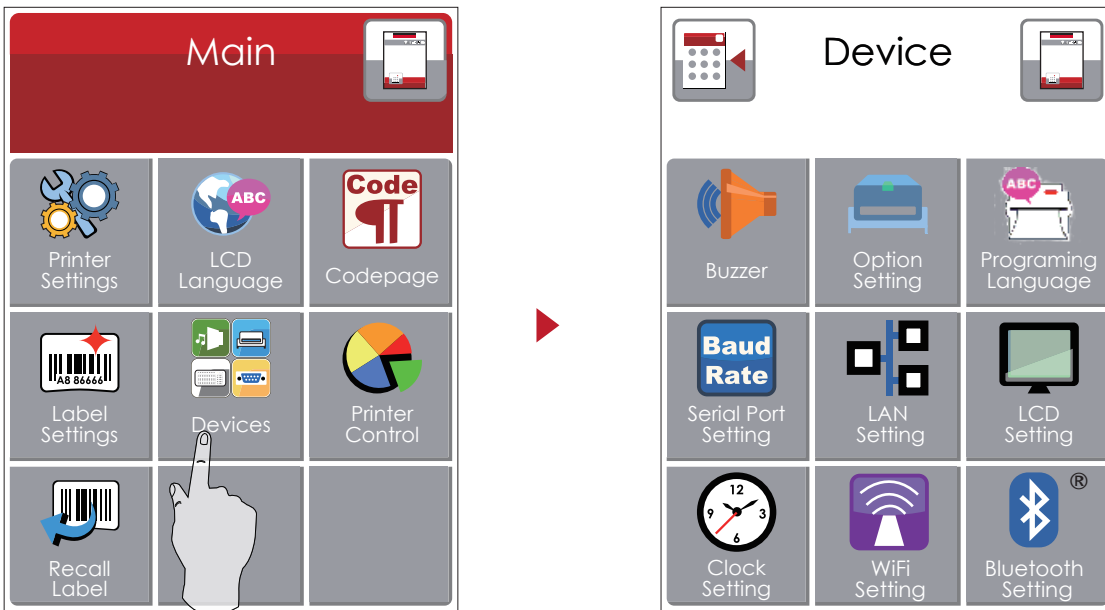 Main
Printer
Settings
ABC
LCD
Language
Code
Codepage
A8 86666
Label
Settings
Devices
Printer
Control
Recall
Label
Device
Buzzer
Option
Setting
ABC
Programing
Language
Baud
Rate
Serial Port
Setting
LAN
Setting
LCD
Setting
12
9
3
6
Clock
Setting
WiFi
Setting
®
Bluetooth
Setting